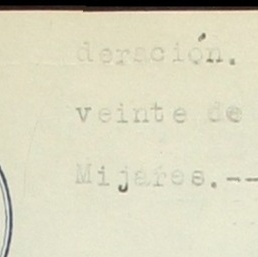 deración.
veinte de
Mijares.--